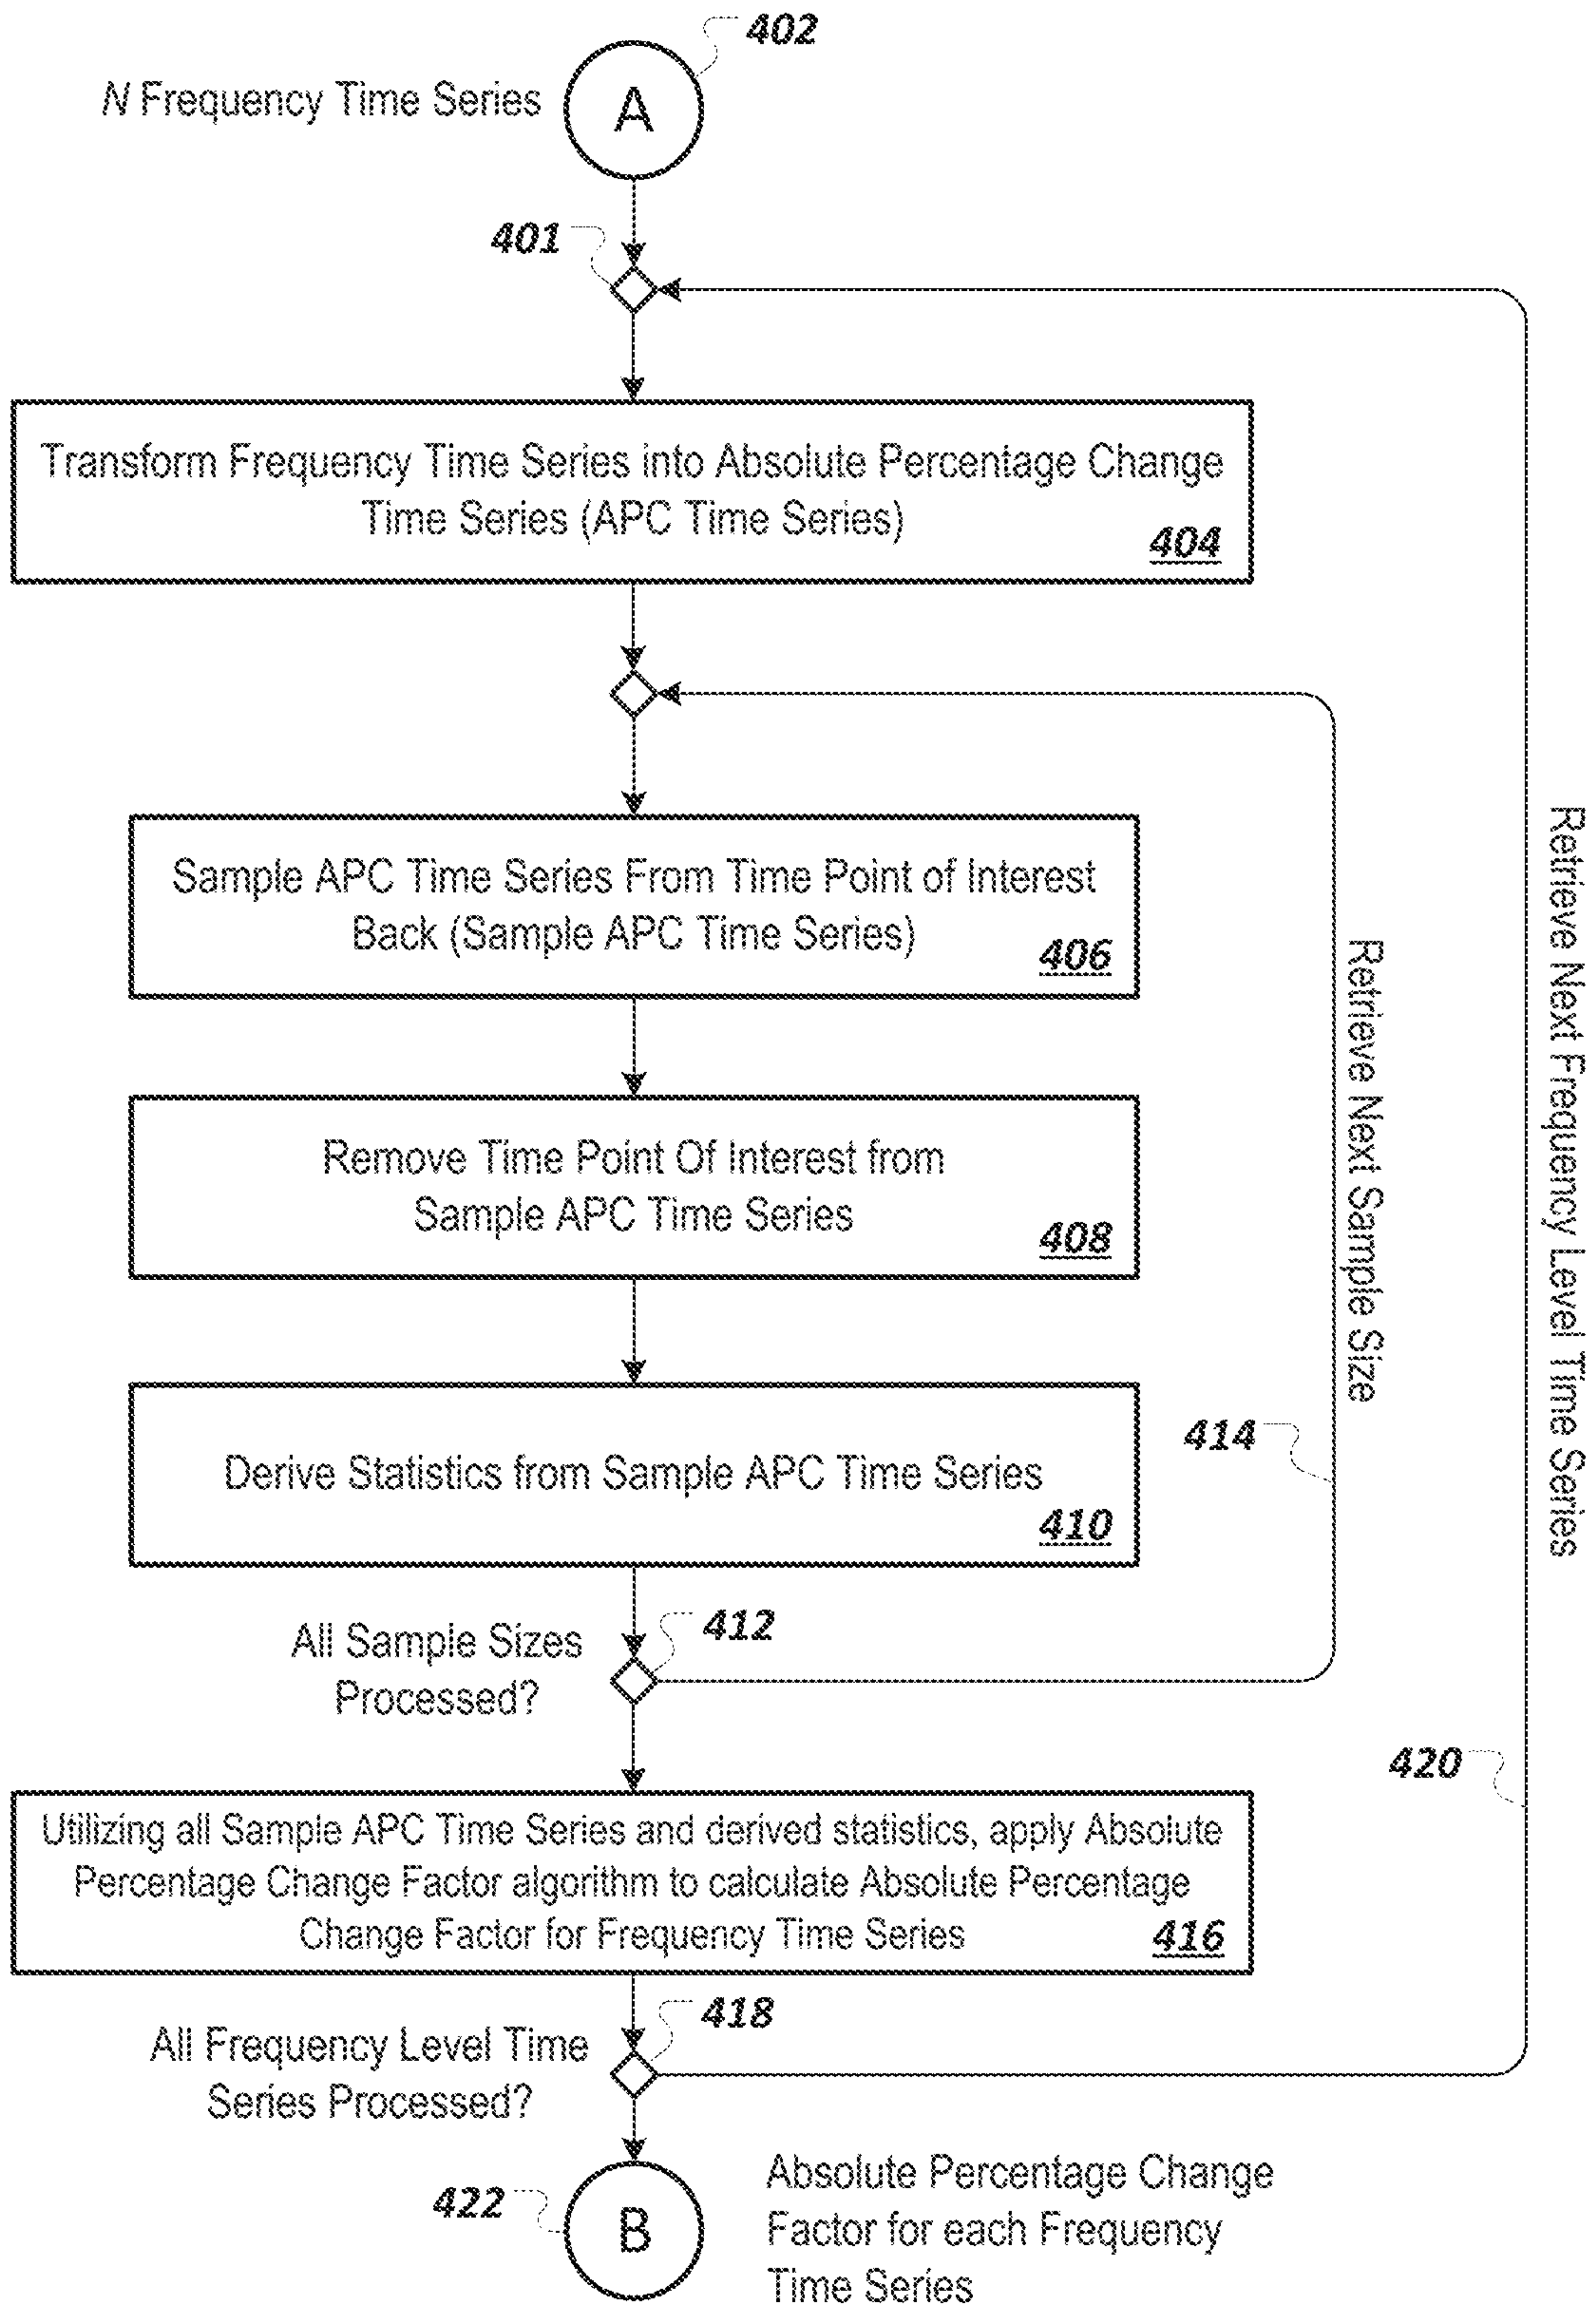 402
N Frequency Time Series
A
401
Transform Frequency Time Series into Absolute Percentage Change
Time Series (APC Time Series)
404
Sample APC Time Series From Time Point of Interest
Back (Sample APC Time Series)
406
Remove Time Point Of Interest from
Sample APC Time Series
408
Derive Statistics from Sample APC Time Series
410
All Sample Sizes
Processed?
412
414
Retrieve Next Sample Size
Utilizing all Sample APC Time Series and derived statistics, apply Absolute
Percentage Change Factor algorithm to calculate Absolute Percentage
Change Factor for Frequency Time Series
416
All Frequency Level Time
Series Processed?
418
420
Retrieve Next Frequency Level Time Series
422
B
Absolute Percentage Change
Factor for each Frequency
Time Series